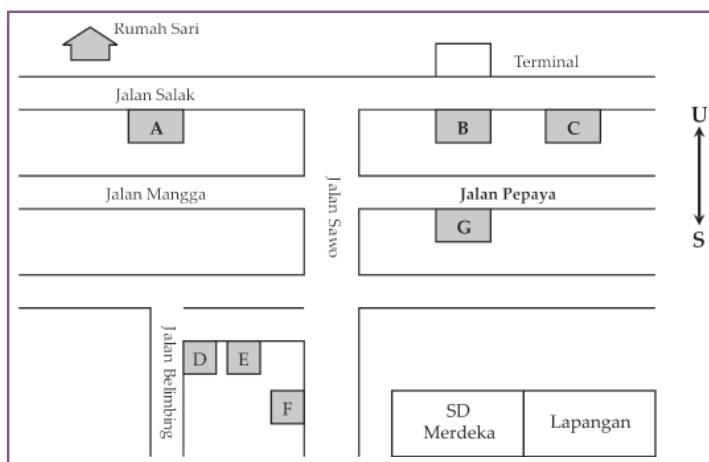 Rumah Sari
Terminal
Jalan Salak
A
B
C
U
Jalan Mangga
Jalan Sawo
Jalan Pepaya
G
S
Jalan Belimbing
D
E
F
SD
Merdeka
Lapangan